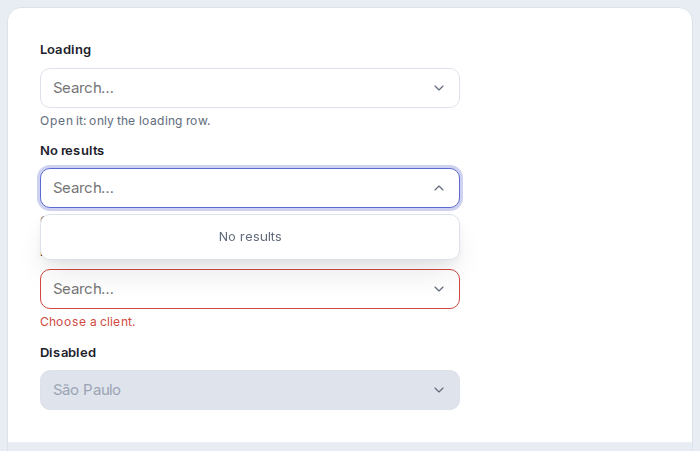 Loading
Search...
Open it: only the loading row.
No results
Search...
No results
Search...
Choose a client.
Disabled
São Paulo